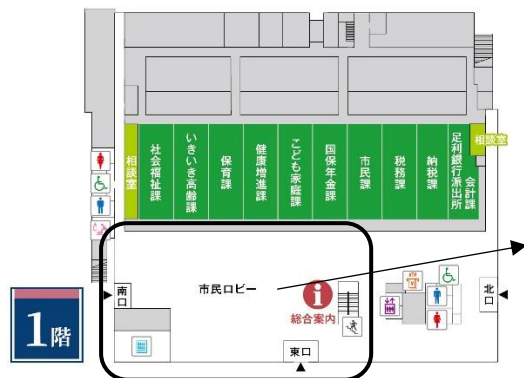 相談室
社会福祉課
いきいき高齢課
保育課
健康増進課
こども家庭課
国保年金課
市民課
税務課
納税課
足利銀行派出所
会計課
相談室
市民ロビー
総合案内
ATM
南口
北口
東口
1階